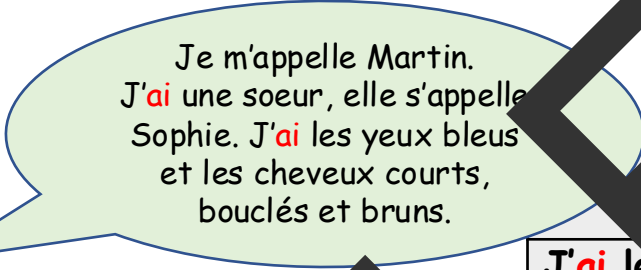 Je m'appelle Martin.
J'ai une soeur, elle s'appelle
Sophie. J'ai les yeux bleus
et les cheveux courts,
bouclés et bruns.
J'ai